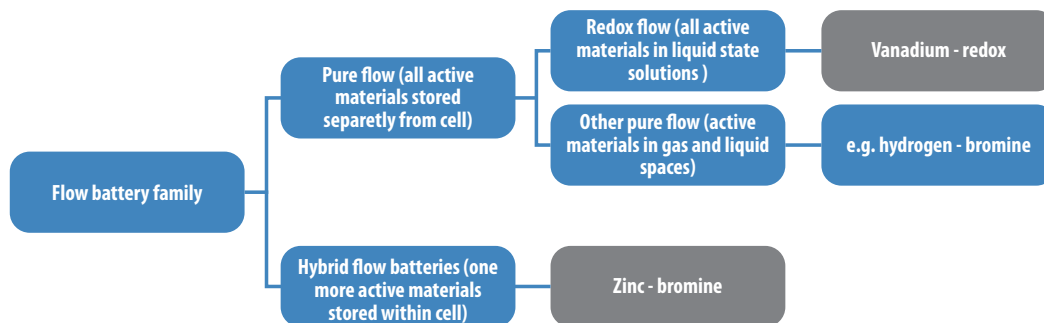 Redox flow (all active
materials in liquid state
solutions )
Vanadium - redox
Pure flow (all active
materials stored
separetly from cell)
Other pure flow (active
materials in gas and liquid
spaces)
e.g. hydrogen - bromine
Flow battery family
Hybrid flow batteries (one
more active materials
stored within cell)
Zinc - bromine